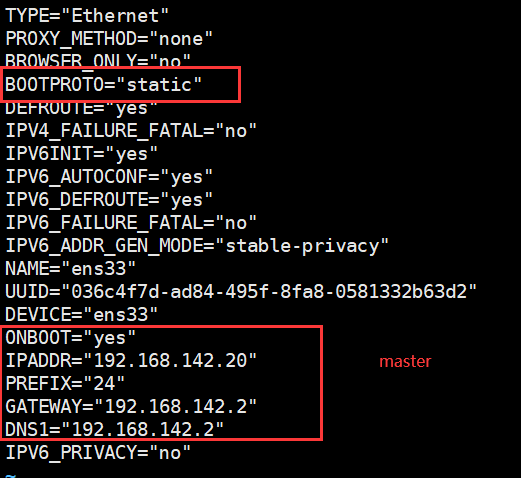 TYPE="Ethernet"
PROXY_METHOD="none"
BROWSER_ONLY="no"
BOOTPROTO="static"
DEFROUTE="yes"
IPV4_FAILURE_FATAL="no"
IPV6INIT="yes"
IPV6_AUTOCONF="yes"
IPV6_DEFROUTE="yes"
IPV6_FAILURE_FATAL="no"
IPV6_ADDR_GEN_MODE="stable-privacy"
NAME="ens33"
UUID="036c4f7d-ad84-495f-8fa8-0581332b63d2"
DEVICE="ens33"
ONBOOT="yes"
IPADDR="192.168.142.20"
master
PREFIX="24"
GATEWAY="192.168.142.2"
DNS1="192.168.142.2"
IPV6_PRIVACY="no"
~